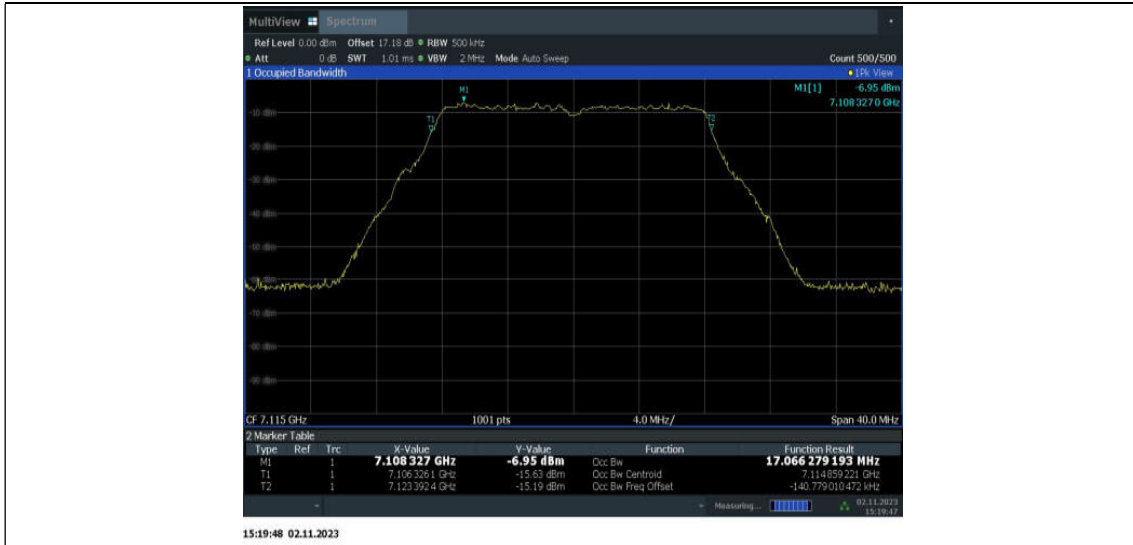 MultiView Spectrum
Ref Level 0.00 dBm Offset 17.18 dB RBW 500 kHz
Att 0 dB SWT 1.01 ms VBW 2 MHz Mode Auto Sweep Count 500/500
1 Occupied Bandwidth 1Pk View
M1 M1[1] -6.95 dBm
7.1083270 GHz
-10 dBm
T1 T2
-20 dBm
-30 dBm
-40 dBm
-50 dBm
-60 dBm
-70 dBm
-80 dBm
-90 dBm
CF 7.115 GHz 1001 pts 4.0 MHz/ Span 40.0 MHz
2 Marker Table
Type Ref Trc X-Value Y-Value Function Function Result
M1 1 7.108 327 GHz -6.95 dBm Occ Bw 17.066 279 193 MHz
T1 1 7.106 326 1 GHz -15.63 dBm Occ Bw Centroid 7.114 859 221 GHz
T2 1 7.123 392 4 GHz -15.19 dBm Occ Bw Freq Offset -140.779 010 472 kHz
Measuring... 02.11.2023
15:19:47
15:19:48 02.11.2023